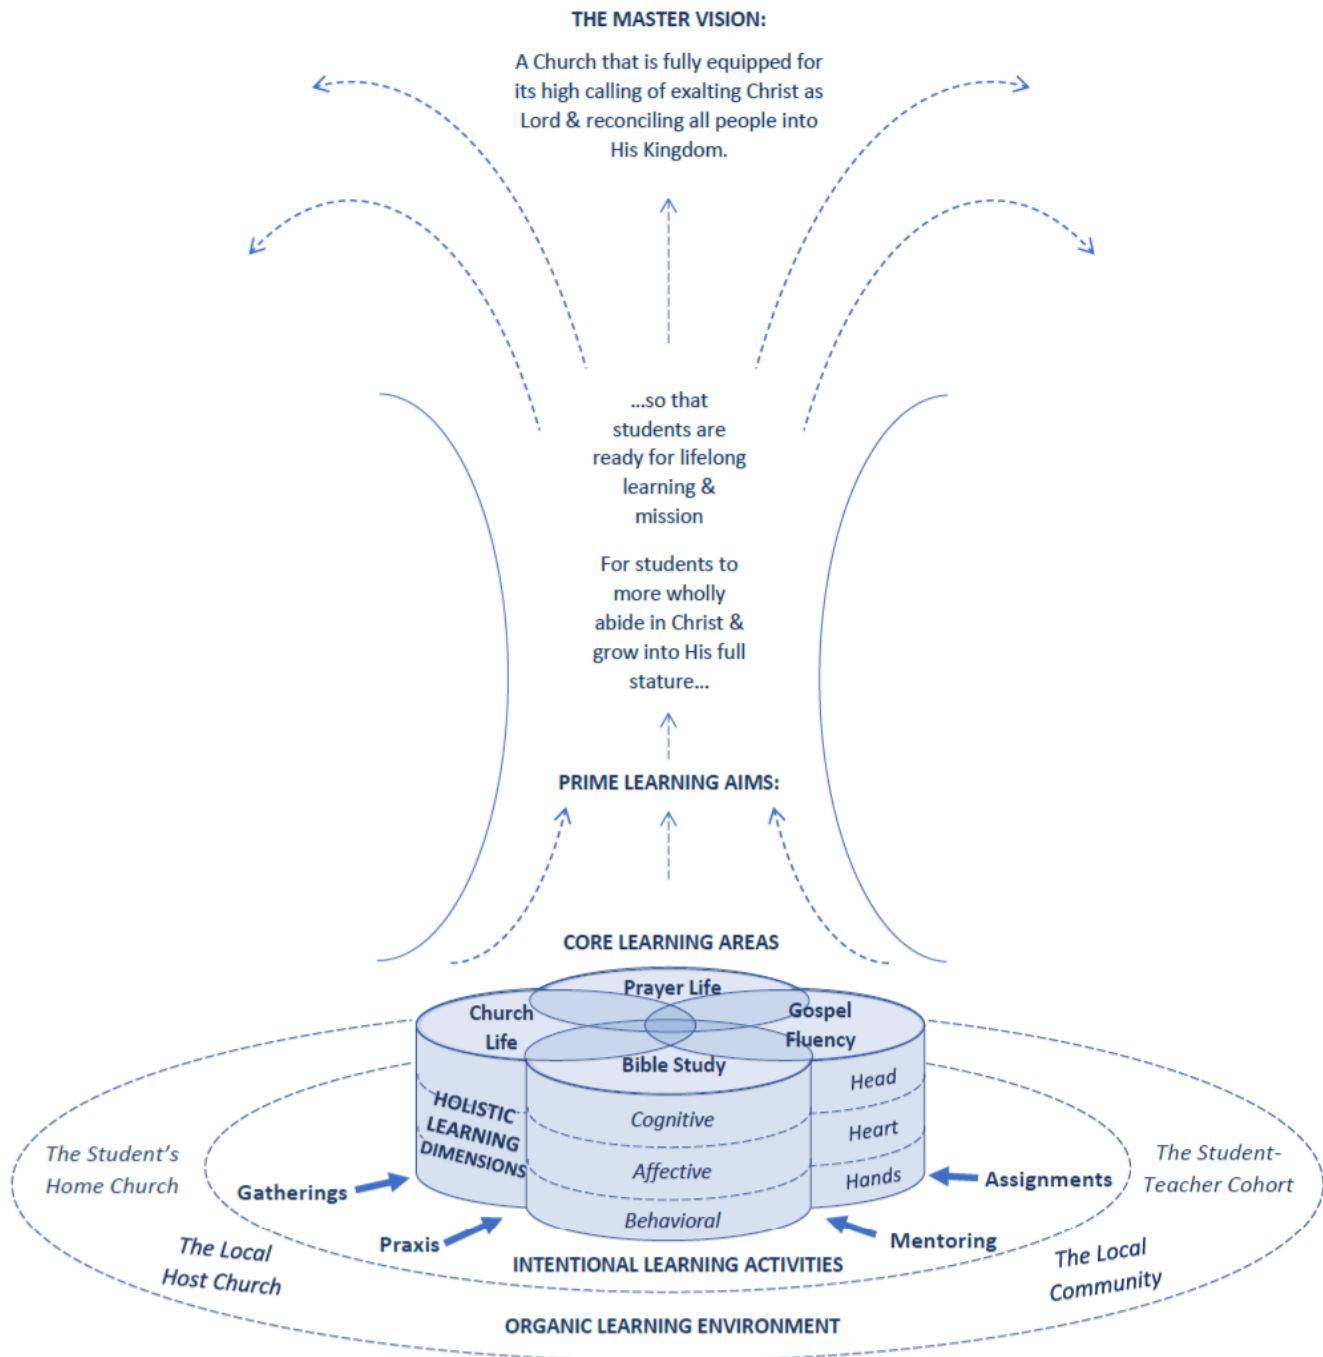 THE MASTER VISION:
A Church that is fully equipped for
its high calling of exalting Christ as
Lord & reconciling all people into
His Kingdom.
...so that
students are
ready for lifelong
learning &
mission
For students to
more wholly
abide in Christ &
grow into His full
stature...
PRIME LEARNING AIMS:
CORE LEARNING AREAS
Prayer Life
Church
Life
Gospel
Fluency
Bible Study
HOLISTIC
LEARNING
DIMENSIONS
Cognitive
Affective
Behavioral
Head
Heart
Hands
The Student's
Home Church
Gatherings
Praxis
The Local
Host Church
Assignments
Mentoring
The Student-
Teacher Cohort
The Local
Community
INTENTIONAL LEARNING ACTIVITIES
ORGANIC LEARNING ENVIRONMENT